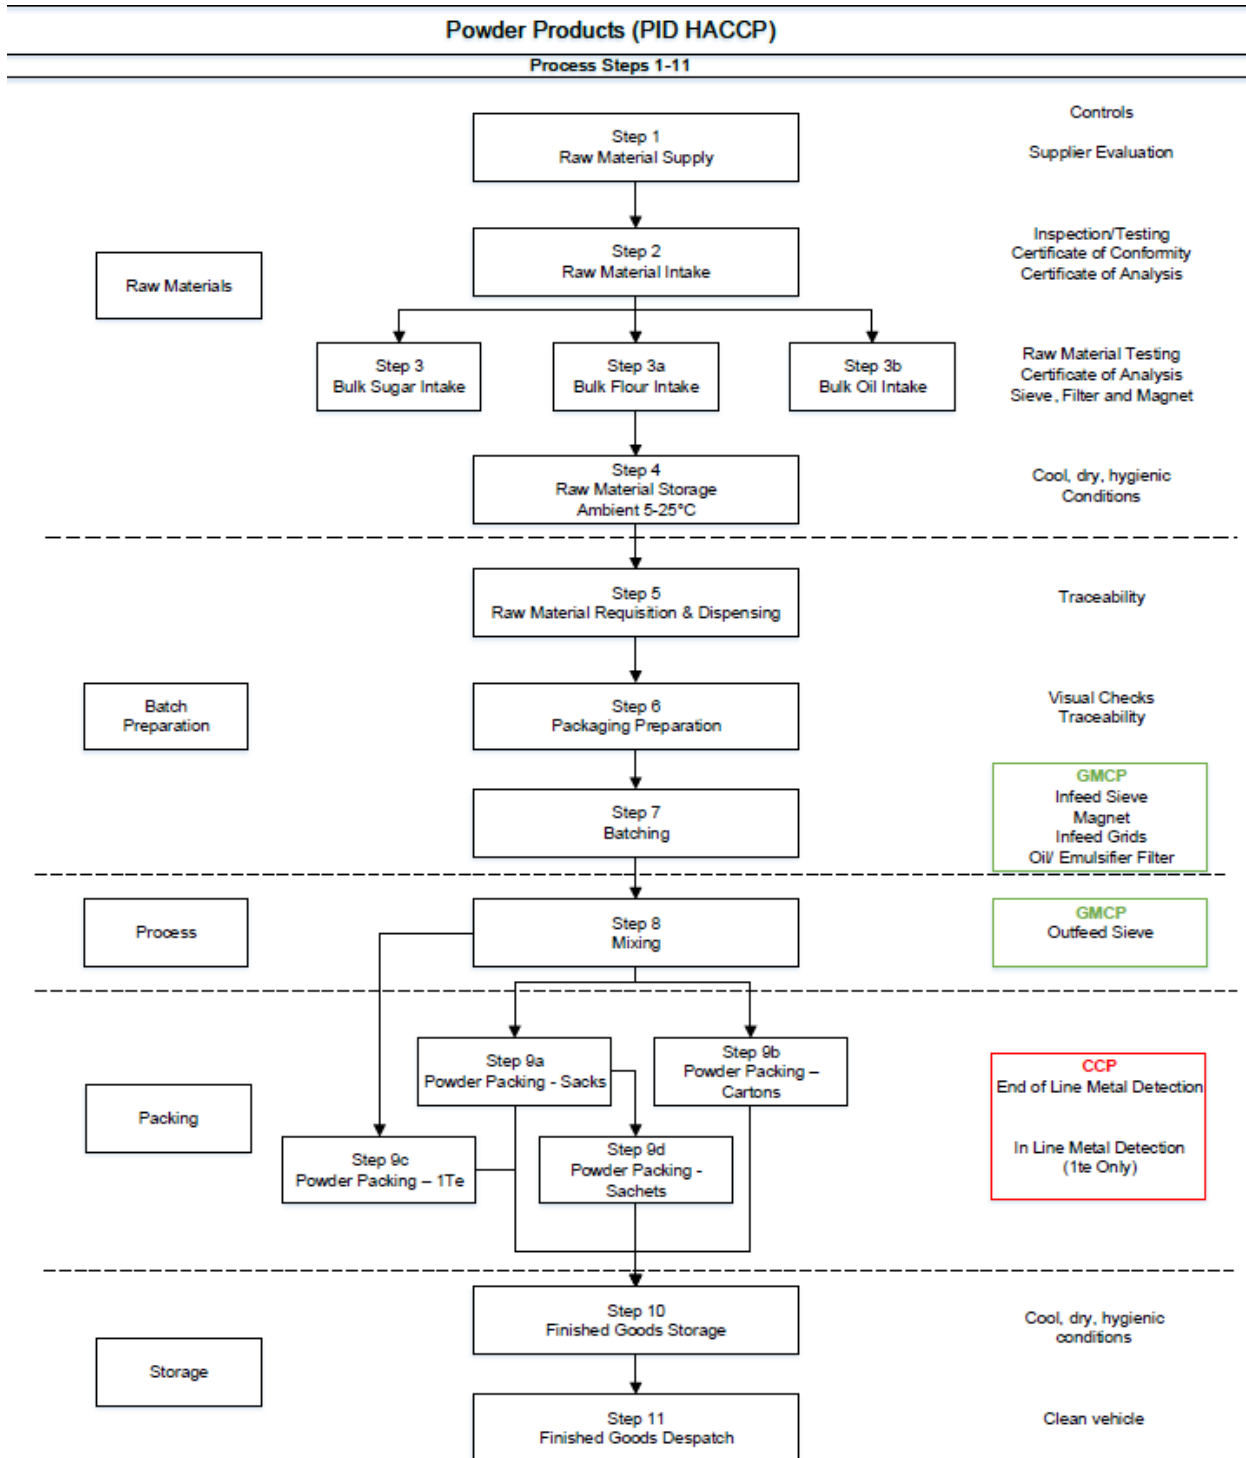 Powder Products (PID HACCP)
Process Steps 1-11
Controls
Step 1
Raw Material Supply
Supplier Evaluation
Raw Materials
Step 2
Raw Material Intake
Inspection/Testing
Certificate of Conformity
Certificate of Analysis
Step 3
Bulk Sugar Intake
Step 3a
Bulk Flour Intake
Step 3b
Bulk Oil Intake
Raw Material Testing
Certificate of Analysis
Sieve, Filter and Magnet
Step 4
Raw Material Storage
Ambient 5-25°C
Cool, dry, hygienic
Conditions
Step 5
Raw Material Requisition & Dispensing
Traceability
Batch
Preparation
Step 6
Packaging Preparation
Visual Checks
Traceability
Step 7
Batching
GMCP
Infeed Sieve
Magnet
Infeed Grids
Oil/ Emulsifier Filter
Process
Step 8
Mixing
GMCP
Outfeed Sieve
Packing
Step 9a
Powder Packing - Sacks
Step 9b
Powder Packing –
Cartons
Step 9c
Powder Packing – 1Te
Step 9d
Powder Packing -
Sachets
CCP
End of Line Metal Detection
In Line Metal Detection
(1te Only)
Storage
Step 10
Finished Goods Storage
Cool, dry, hygienic
conditions
Step 11
Finished Goods Despatch
Clean vehicle